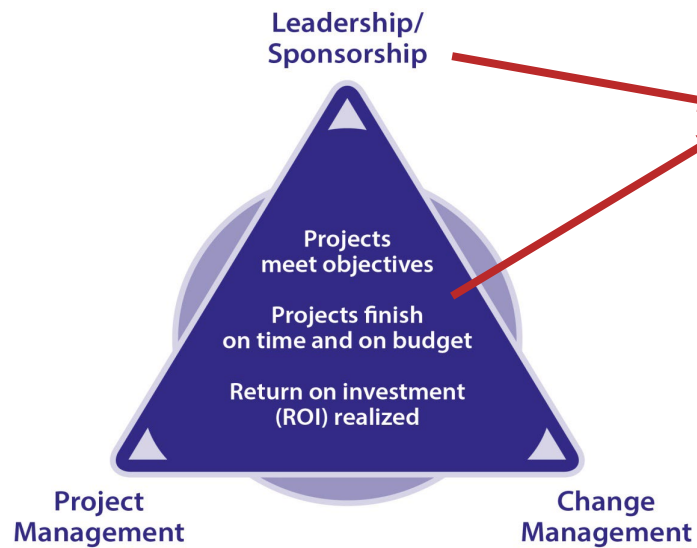 Leadership/
Sponsorship
Projects
meet objectives
Projects finish
on time and on budget
Return on investment
(ROI) realized
Project
Management
Change
Management